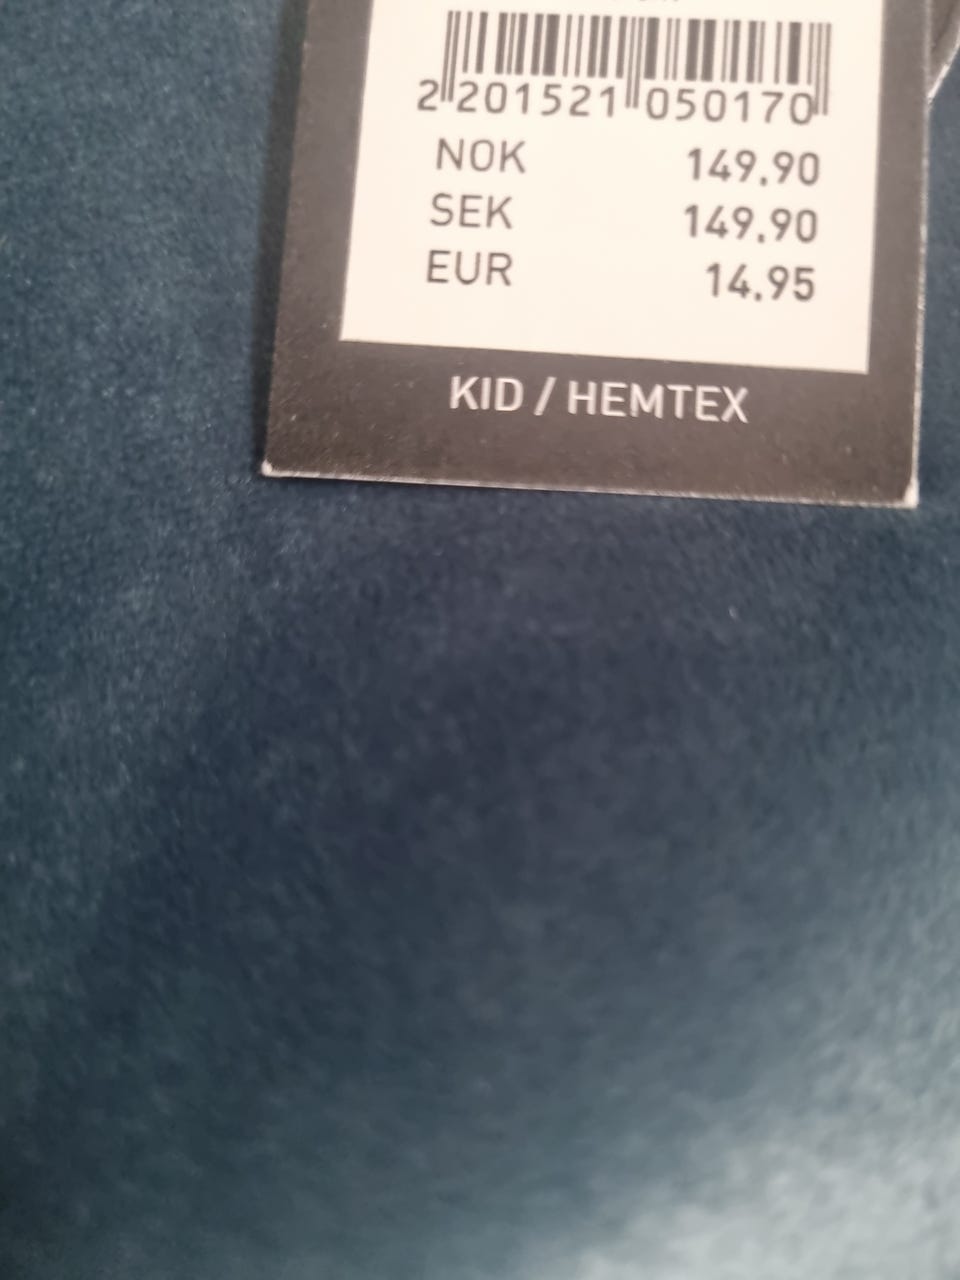 2 201521 050170
NOK 149.90
SEK 149.90
EUR 14.95
KID / HEMTEX